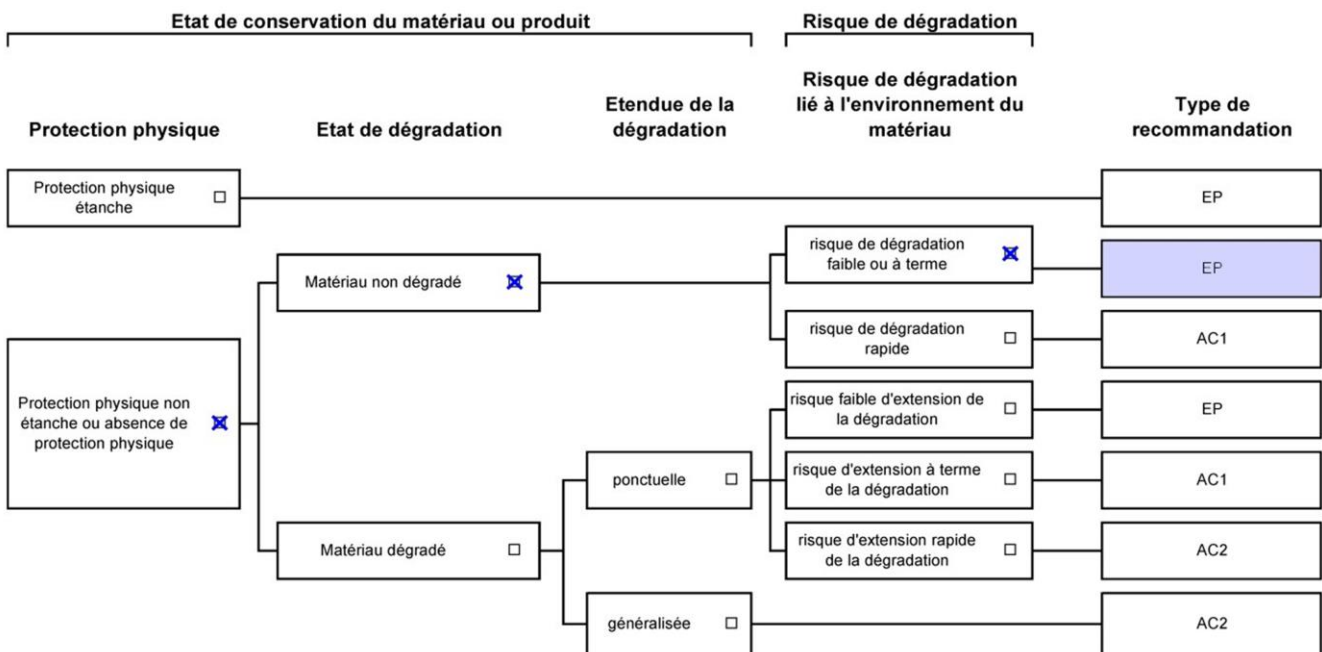 Etat de conservation du matériau ou produit
Risque de dégradation
Protection physique
Etat de dégradation
Etendue de la
dégradation
Risque de dégradation
lié à l'environnement du
matériau
Type de
recommandation
Protection physique
étanche
EP
Protection physique non
étanche ou absence de
protection physique
Matériau non dégradé
risque de dégradation
faible ou à terme
EP
risque de dégradation
rapide
AC1
Matériau dégradé
ponctuelle
risque faible d'extension de
la dégradation
EP
risque d'extension à terme
de la dégradation
AC1
risque d'extension rapide
de la dégradation
AC2
généralisée
AC2